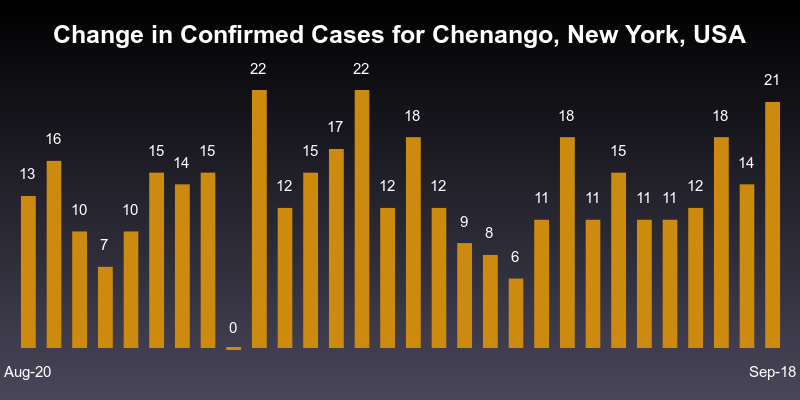 Change in Confirmed Cases for Chenango, New York, USA
13 16 10 7 10 15 14 15 0 22 12 15 17 22 12 18 12 9 8 6 11 18 11 15 11 11 12 18 14 21
Aug-20 Sep-18